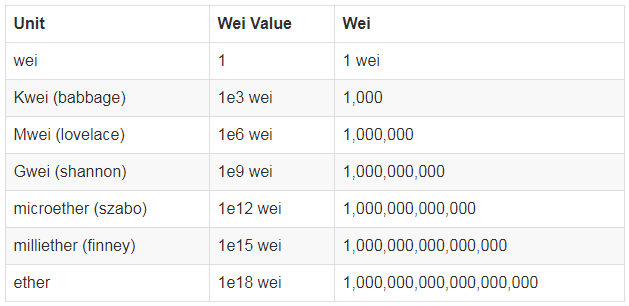 Unit Wei Value Wei
wei 1 1 wei
Kwei (babbage) 1e3 wei 1,000
Mwei (lovelace) 1e6 wei 1,000,000
Gwei (shannon) 1e9 wei 1,000,000,000
microether (szabo) 1e12 wei 1,000,000,000,000
milliether (finney) 1e15 wei 1,000,000,000,000,000
ether 1e18 wei 1,000,000,000,000,000,000